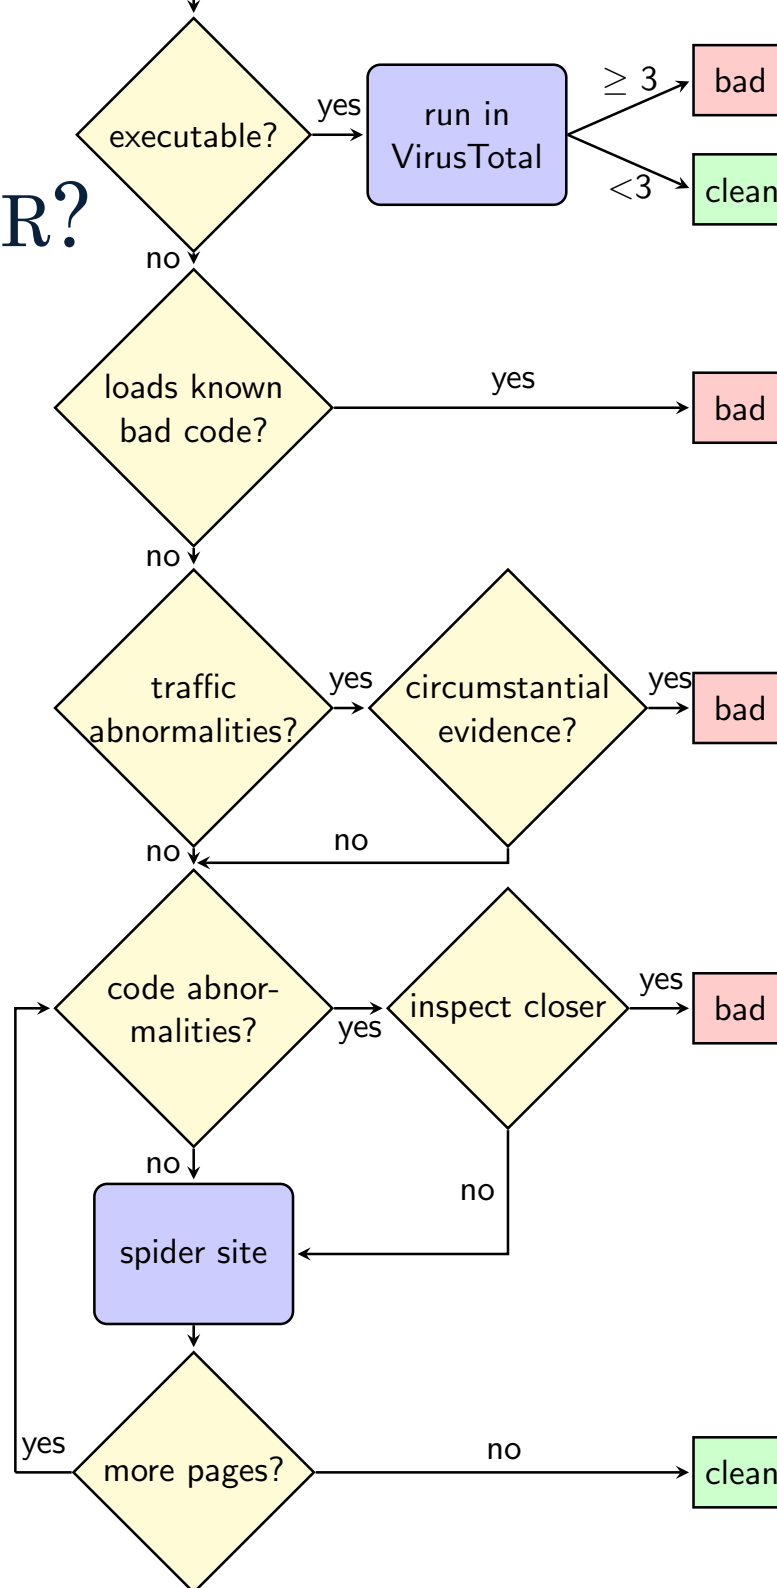 executable?
yes
run in
VirusTotal
≥ 3
bad
<3
clean
R?
no
loads known
bad code?
yes
bad
no
traffic
abnormalities?
yes
circumstantial
evidence?
yes
bad
no
no
code abnor-
malities?
yes
inspect closer
yes
bad
no
no
spider site
yes
more pages?
no
clean